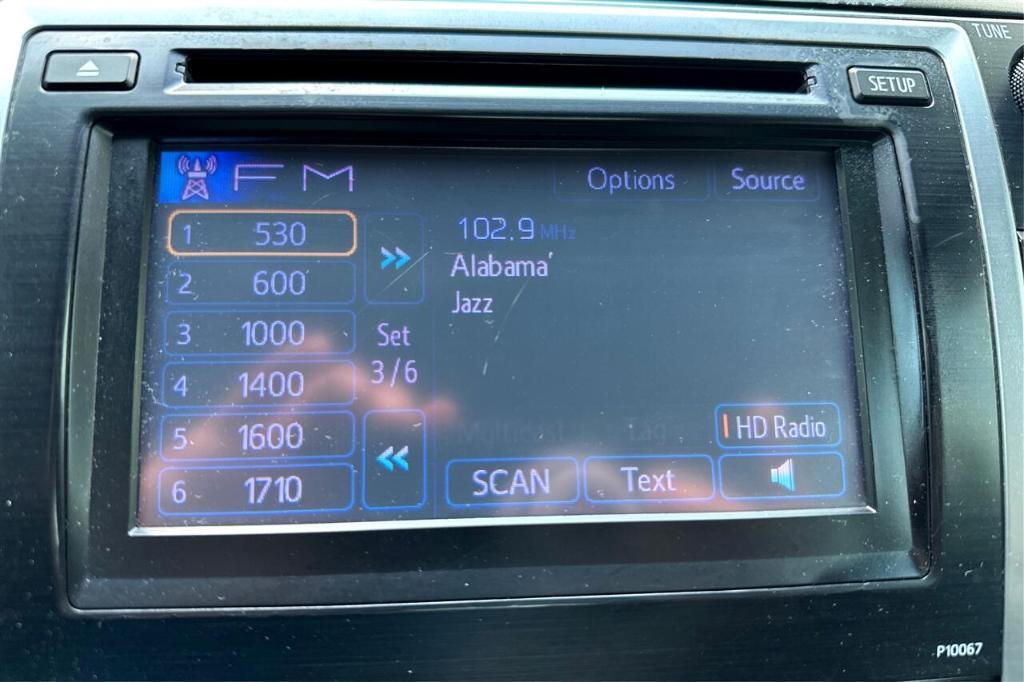 TUNE
SETUP
FM
Options
Source
1 530
2 600
3 1000
4 1400
5 1600
6 1710
Set
3/6
102.9 MHz
Alabama'
Jazz
Tag
HD Radio
SCAN
Text
P10067